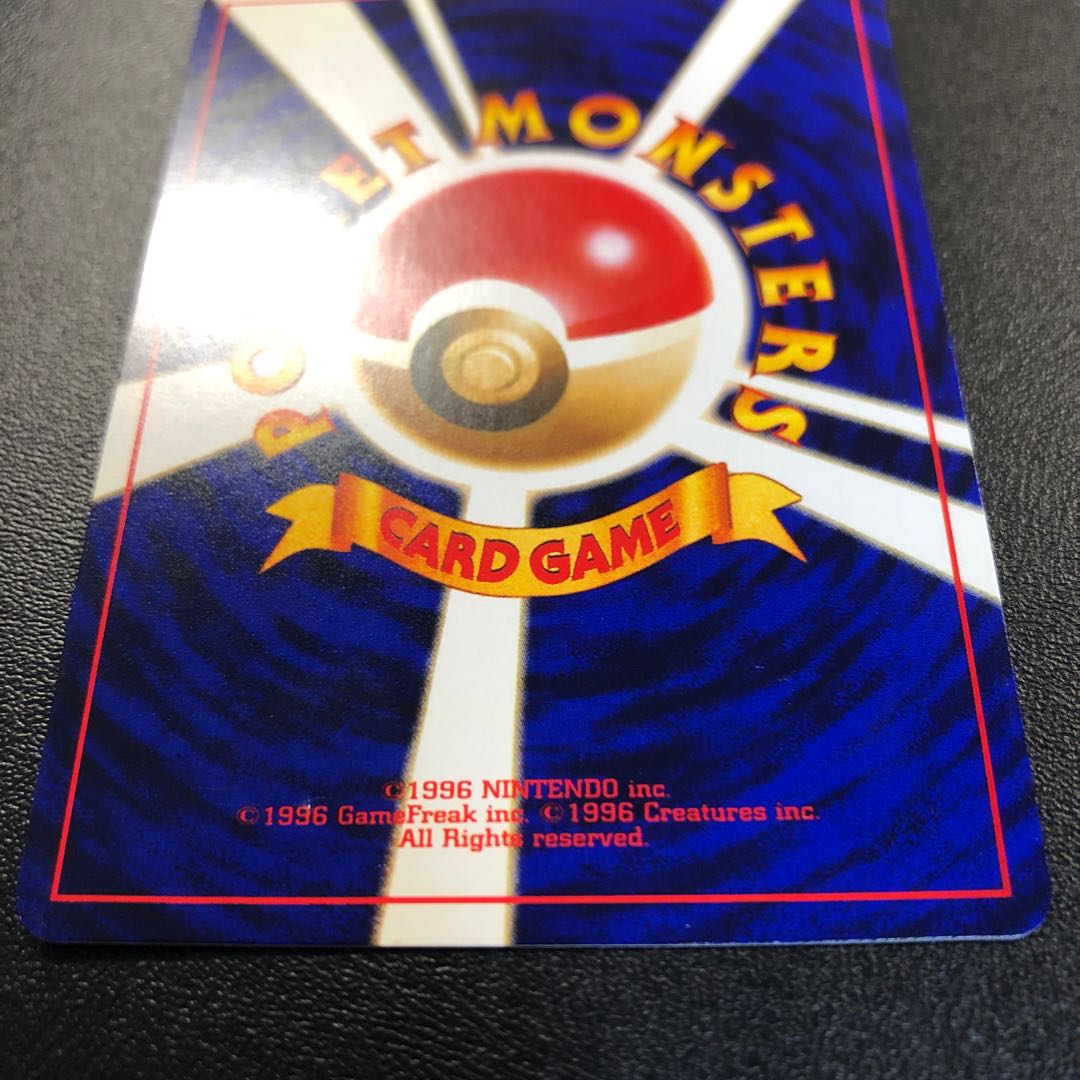 POCKET MONSTERS
CARD GAME
©1996 NINTENDO inc.
©1996 GameFreak inc. ©1996 Creatures inc.
All Rights reserved.